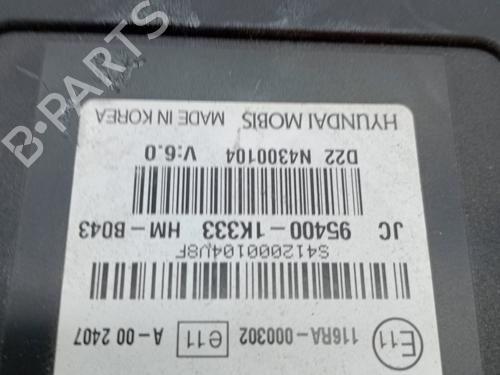 HYUNDAI MOBIS MADE IN KOREA
D22 N43001104 V:6.0
JC 95400-1K333 HM-B043
S412000104U8F
E11 116RA-000302 e11 A-00 2407
B-PARTS